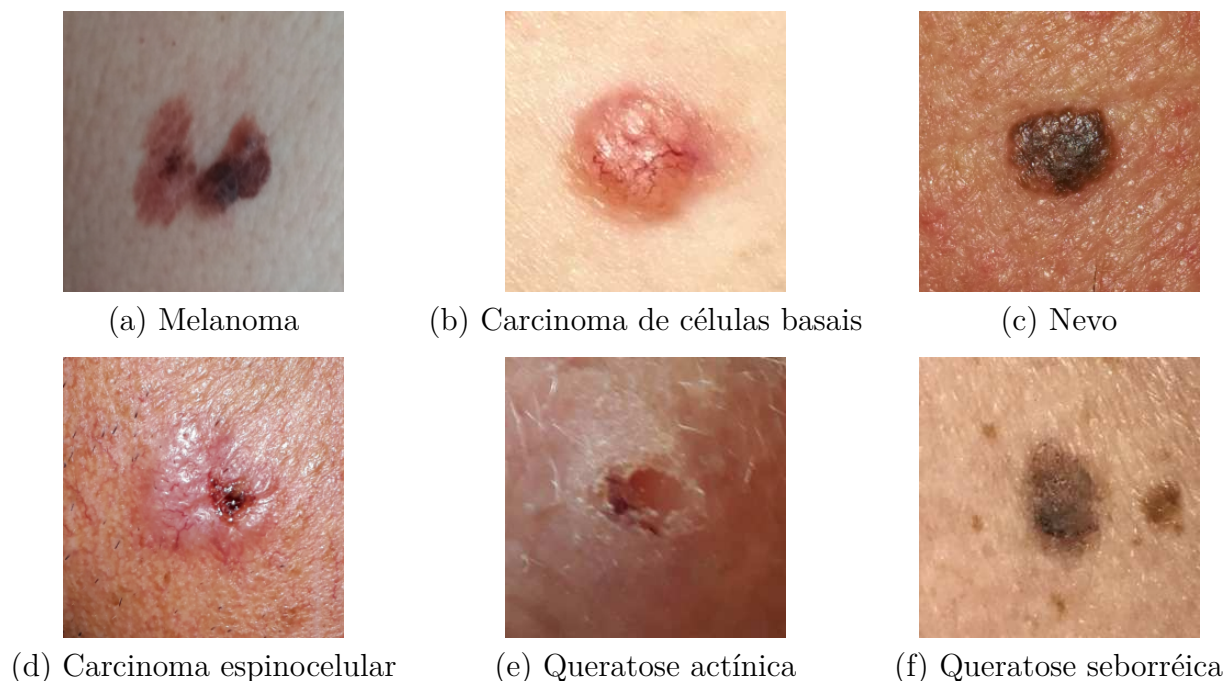 (a) Melanoma
(b) Carcinoma de células basais
(c) Nevo
(d) Carcinoma espinocelular
(e) Queratose actínica
(f) Queratose seborréica